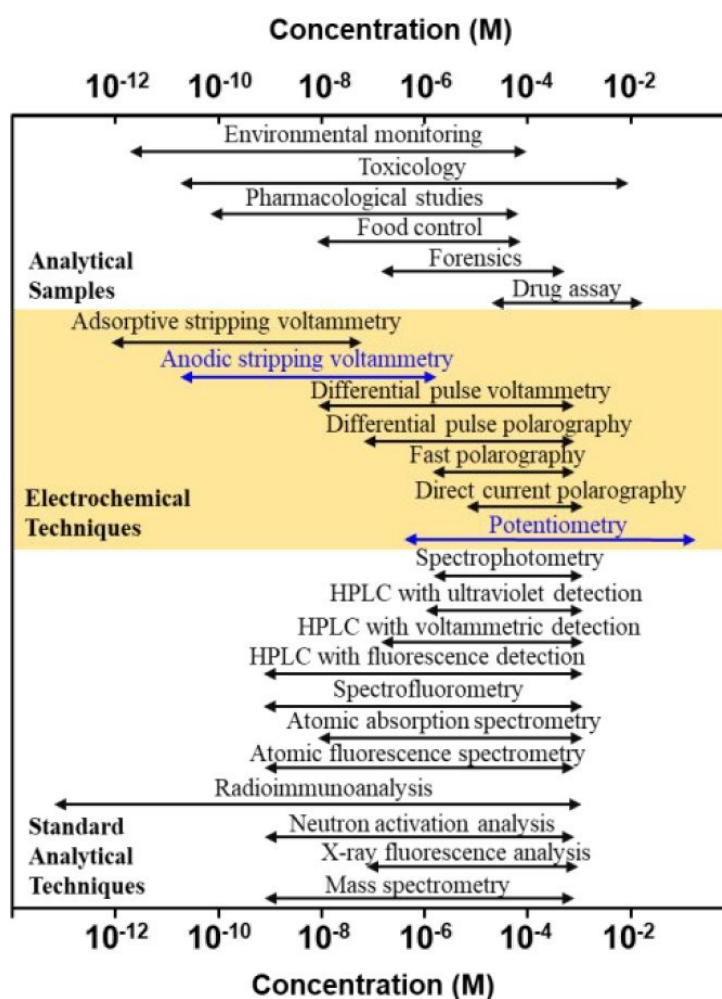 Concentration (M)
10⁻¹² 10⁻¹⁰ 10⁻⁸ 10⁻⁶ 10⁻⁴ 10⁻²
Environmental monitoring
Toxicology
Pharmacological studies
Food control
Analytical
Samples
Forensics
Drug assay
Adsorptive stripping voltammetry
Anodic stripping voltammetry
Differential pulse voltammetry
Differential pulse polarography
Fast polarography
Direct current polarography
Electrochemical
Techniques
Potentiometry
Spectrophotometry
HPLC with ultraviolet detection
HPLC with voltammetric detection
HPLC with fluorescence detection
Spectrofluorometry
Atomic absorption spectrometry
Atomic fluorescence spectrometry
Radioimmunoanalysis
Standard
Analytical
Techniques
Neutron activation analysis
X-ray fluorescence analysis
Mass spectrometry
10⁻¹² 10⁻¹⁰ 10⁻⁸ 10⁻⁶ 10⁻⁴ 10⁻²
Concentration (M)